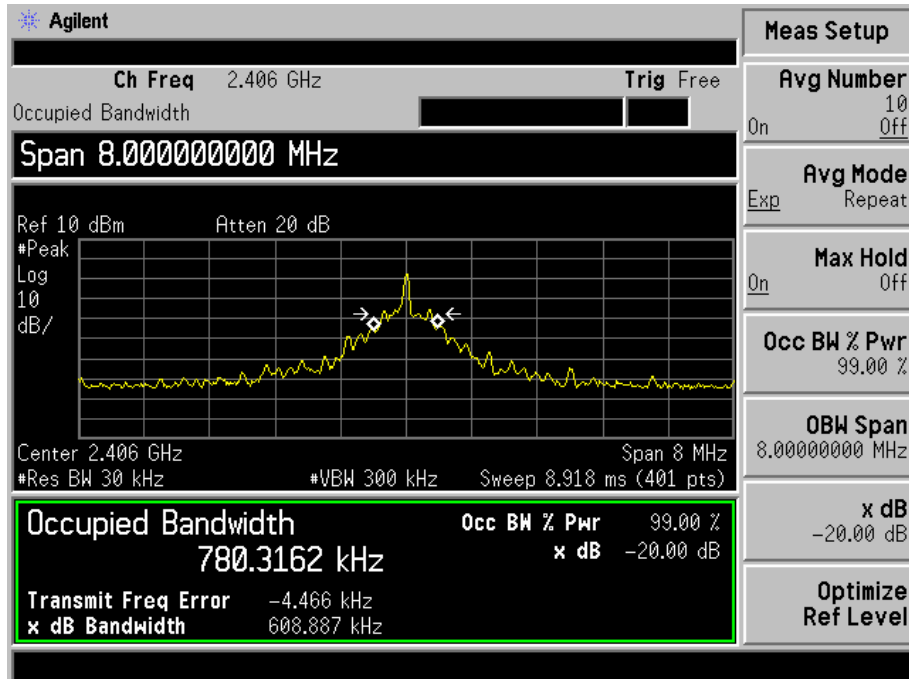 Agilent
Ch Freq 2.406 GHz Trig Free
Occupied Bandwidth
Span 8.000000000 MHz
Ref 10 dBm Atten 20 dB
#Peak
Log
10
dB/
Center 2.406 GHz Span 8 MHz
#Res BW 30 kHz #VBW 300 kHz Sweep 8.918 ms (401 pts)
Occupied Bandwidth Occ BW % Pwr 99.00 %
780.3162 kHz x dB -20.00 dB
Transmit Freq Error -4.466 kHz
x dB Bandwidth 608.887 kHz
Meas Setup
Avg Number
10
On Off
Avg Mode
Exp Repeat
Max Hold
On Off
Occ BW % Pwr
99.00 %
OBW Span
8.00000000 MHz
x dB
-20.00 dB
Optimize
Ref Level